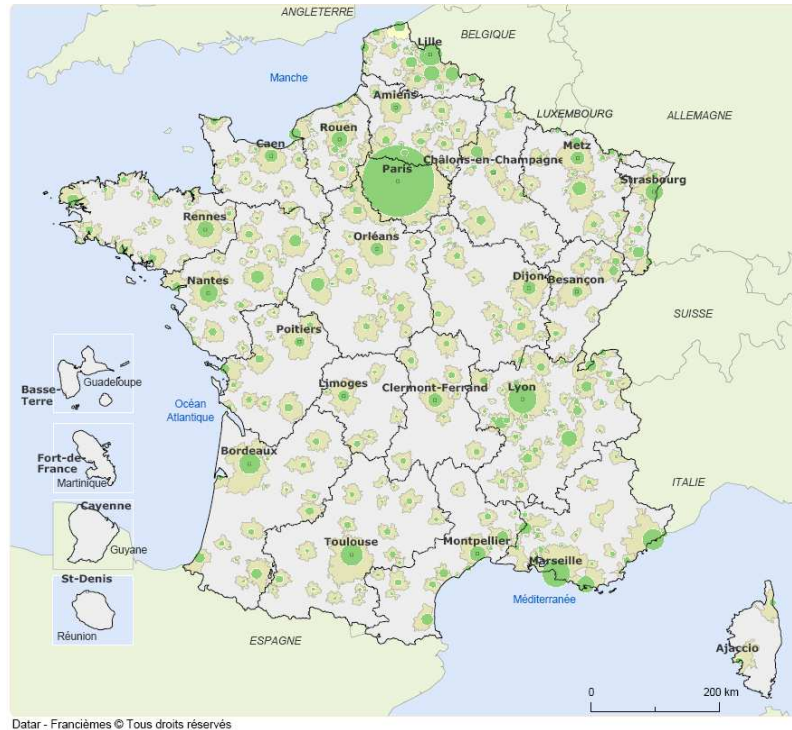 ANGLETERRE
BELGIQUE
Lille
Manche
Amiens
LUXEMBOURG
ALLEMAGNE
Rouen
Caen
Metz
Châlons-en-Champagne
Paris
Strasbourg
Rennes
Orléans
Nantes
Dijon
Besançon
SUISSE
Poitiers
Limoges
Clermont-Ferrand
Lyon
Guadeloupe
Basse-
Terre
Océan
Atlantique
Bordeaux
Fort-de-
France
Martinique
ITALIE
Cayenne
Guyane
Toulouse
Montpellier
Marseille
St-Denis
Réunion
Méditerranée
ESPAGNE
Ajaccio
0 200 km
Datar - Francièmes © Tous droits réservés